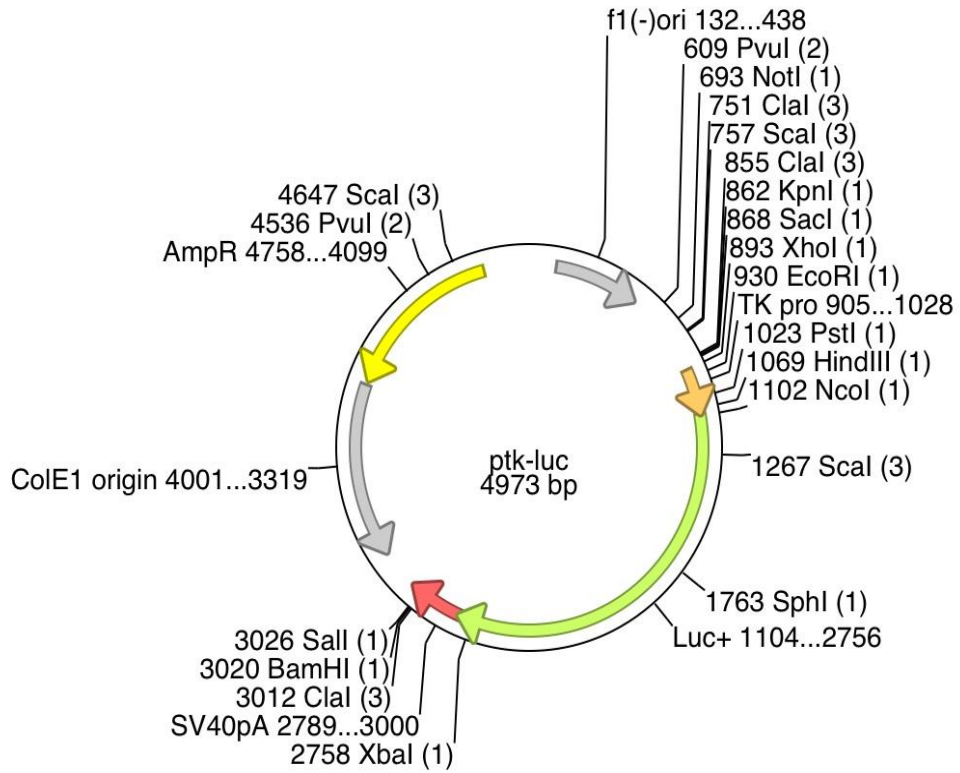 f1(-)ori 132...438
609 PvuI (2)
693 NotI (1)
751 ClaI (3)
757 ScaI (3)
855 ClaI (3)
862 KpnI (1)
868 SacI (1)
893 XhoI (1)
930 EcoRI (1)
TK pro 905...1028
1023 PstI (1)
1069 HindIII (1)
1102 NcoI (1)
1267 ScaI (3)
1763 SphI (1)
Luc+ 1104...2756
4647 ScaI (3)
4536 PvuI (2)
AmpR 4758...4099
ColE1 origin 4001...3319
ptk-luc
4973 bp
3026 SalI (1)
3020 BamHI (1)
3012 ClaI (3)
SV40pA 2789...3000
2758 XbaI (1)